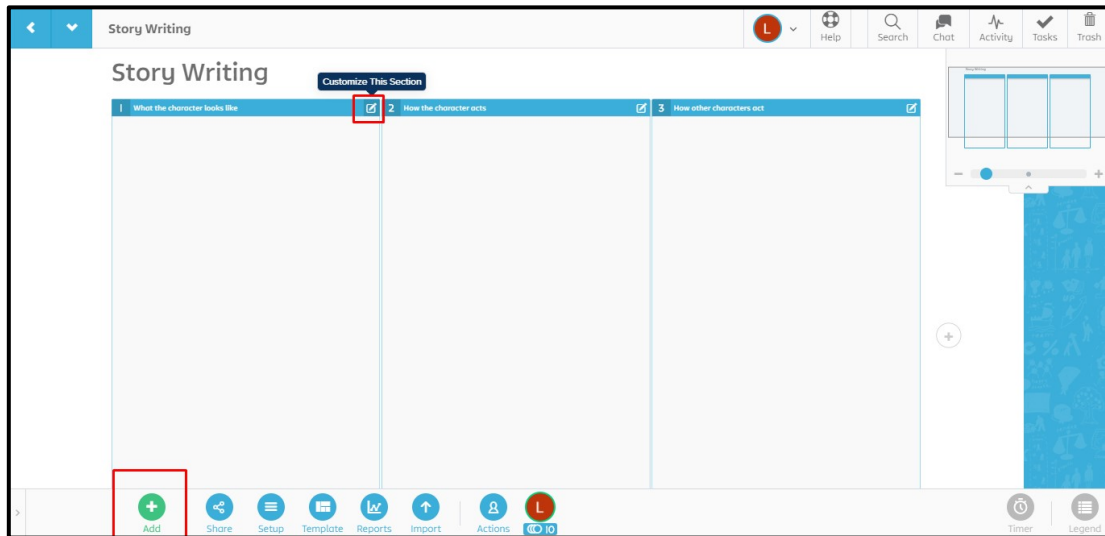 Story Writing
L
Help
Search
Chat
Activity
Tasks
Trash
Story Writing
Customize This Section
1 What the character looks like
2 How the character acts
3 How other characters act
Add
Share
Setup
Template
Reports
Import
Actions
L
10
Timer
Legend